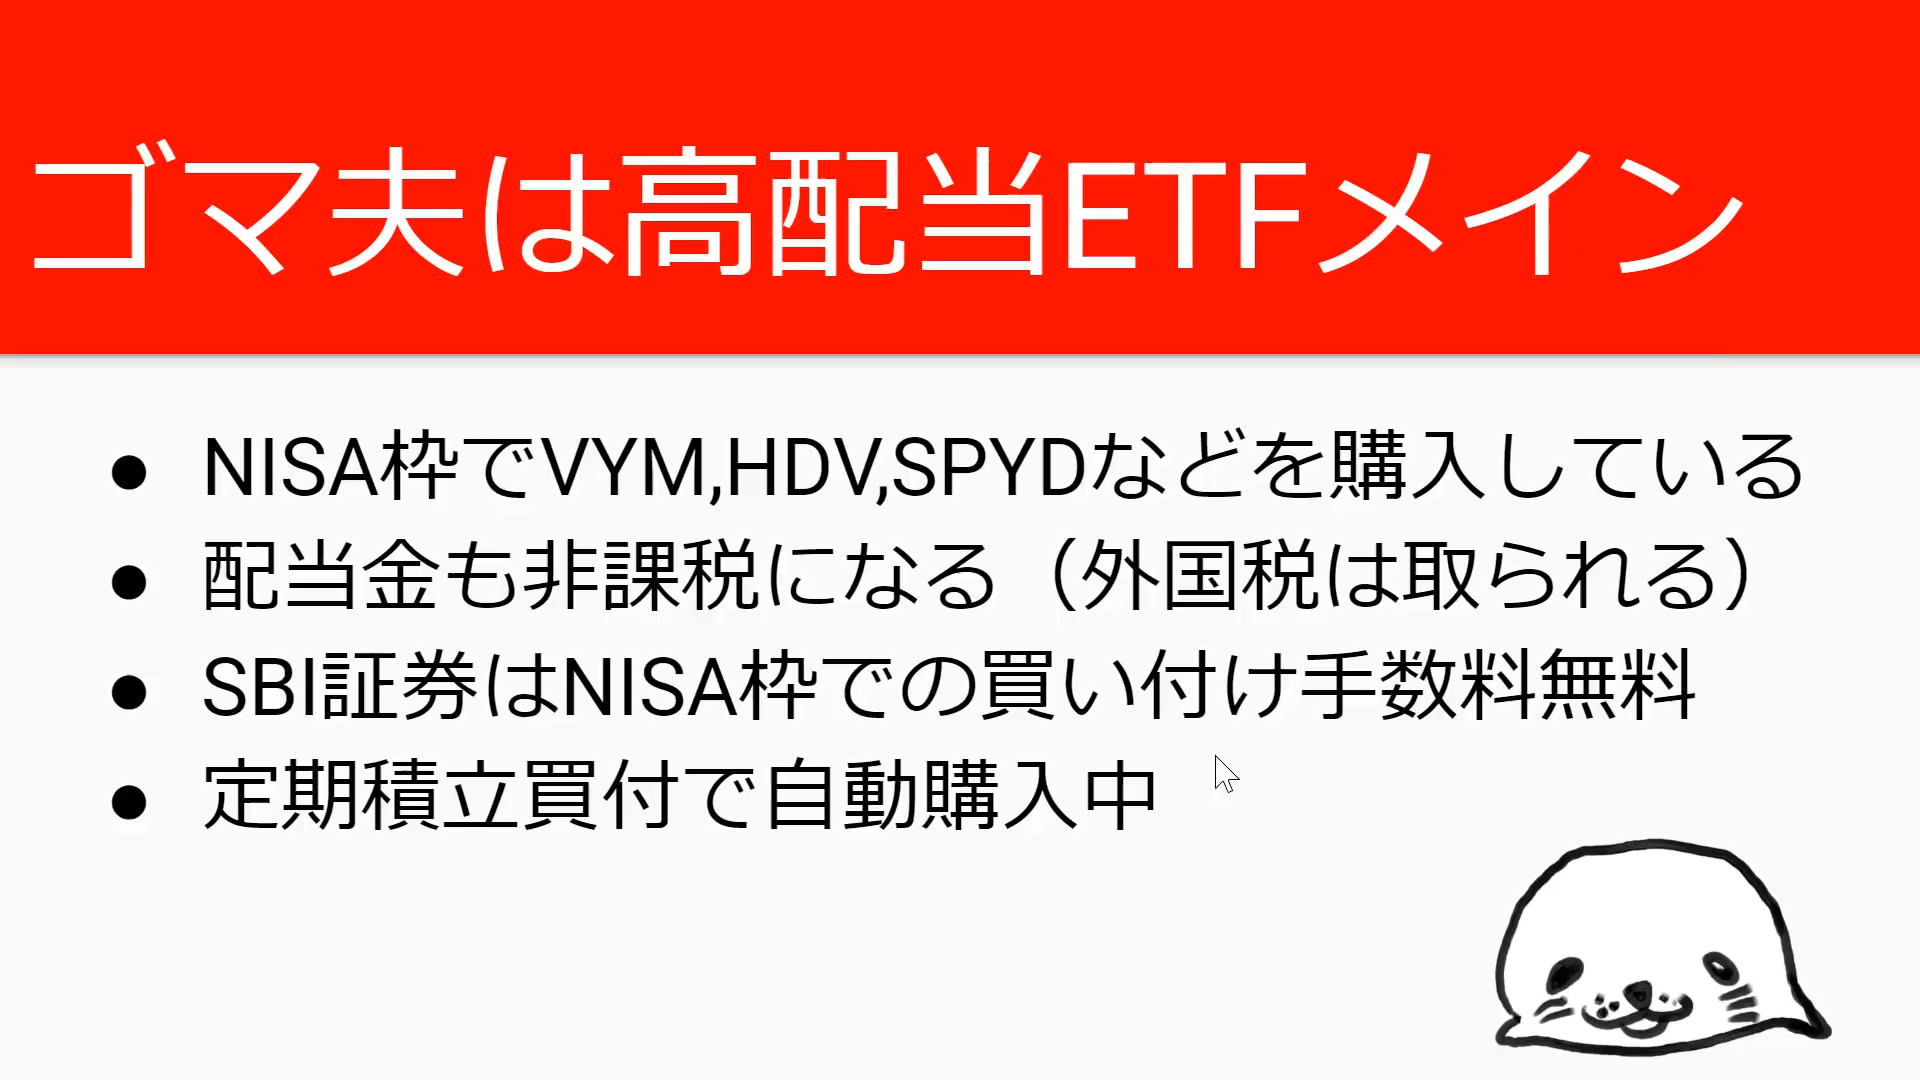 ゴマ夫は高配当ETFメイン
● NISA枠でVYM,HDV,SPYDなどを購入している
● 配当金も非課税になる（外国税は取られる）
● SBI証券はNISA枠での買い付け手数料無料
● 定期積立買付で自動購入中